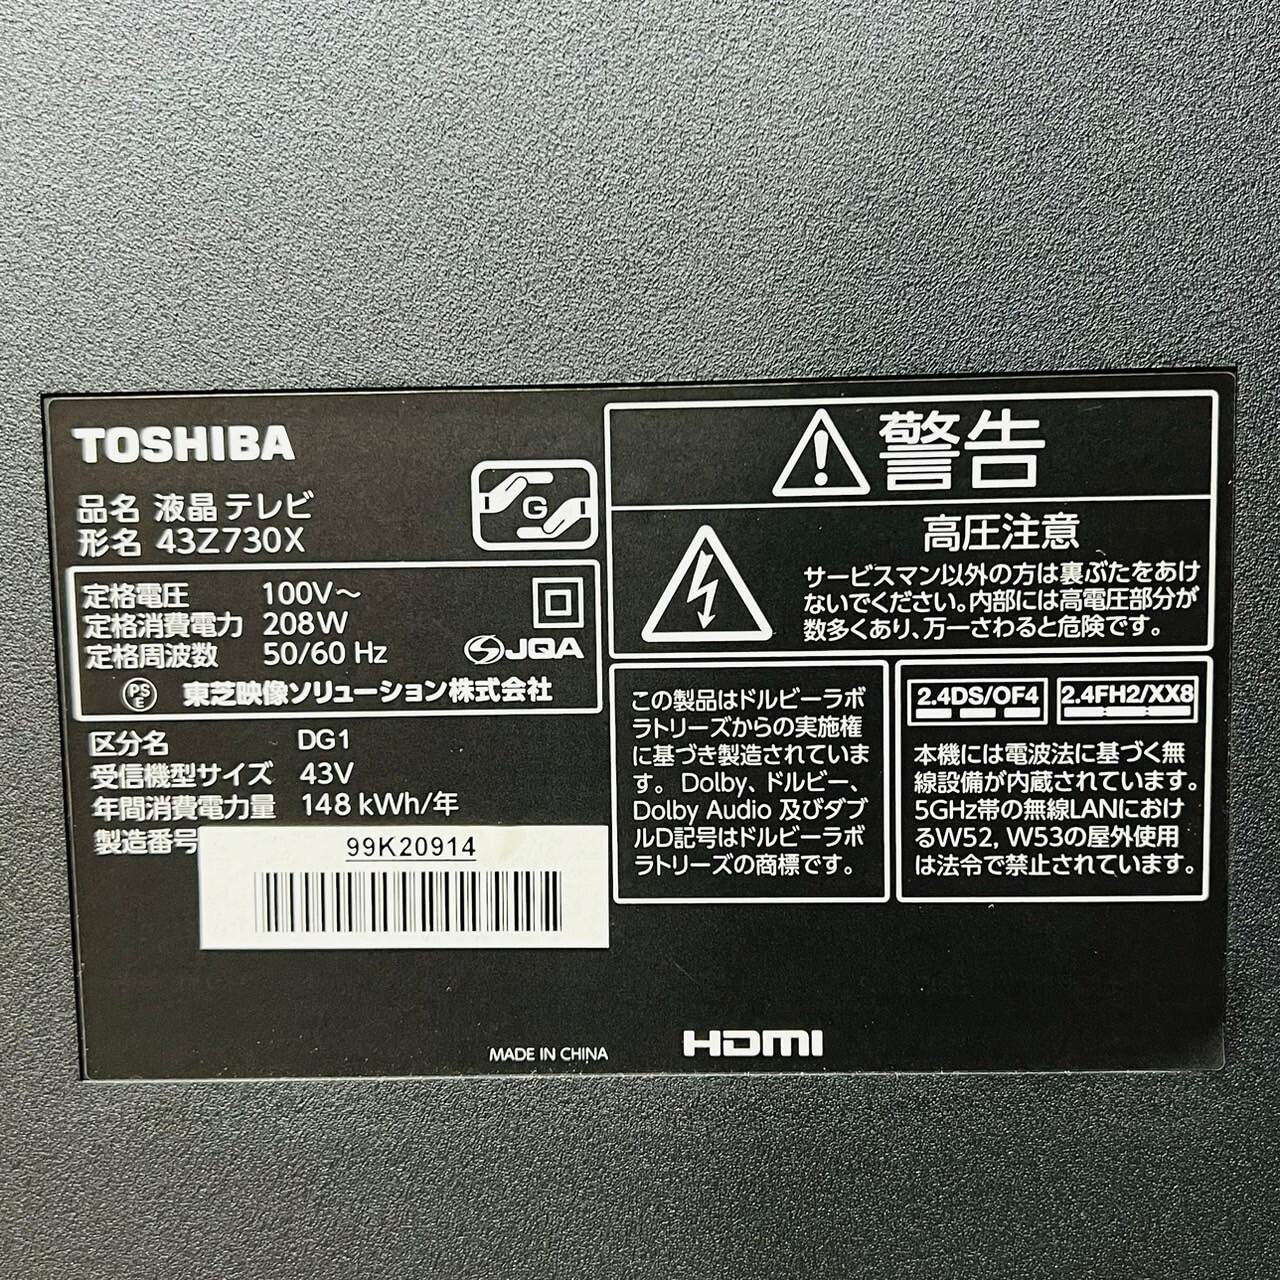 TOSHIBA
品名 液晶テレビ
形名 43Z730X
G
定格電圧 100V～
定格消費電力 208W
定格周波数 50/60 Hz
JQA
PS
E
東芝映像ソリューション株式会社
区分名 DG1
受信機型サイズ 43V
年間消費電力量 148 kWh/年
製造番号
99K20914
MADE IN CHINA
HDMI
警告
高圧注意
サービスマン以外の方は裏ぶたをあけ
ないでください。内部には高電圧部分が
数多くあり、万一さわると危険です。
この製品はドルビーラボ
ラトリーズからの実施権
に基づき製造されていま
す。Dolby、ドルビー、
Dolby Audio 及びダブ
ルD記号はドルビーラボ
ラトリーズの商標です。
2.4DS/OF4
2.4FH2/XX8
本機には電波法に基づく無
線設備が内蔵されています。
5GHz帯の無線LANにおけ
るW52, W53の屋外使用
は法令で禁止されています。